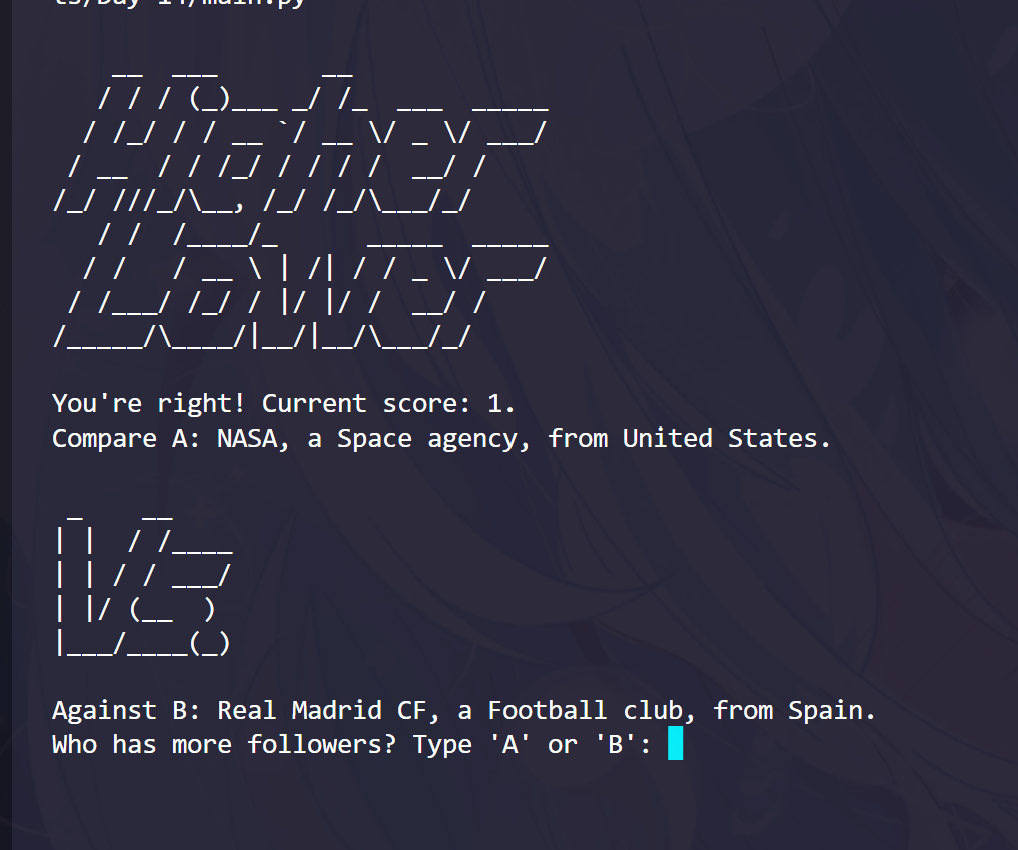 ts/Day 14/main.py
    __  ___       __
   / / / (_)___ _/ /_  ___  _____
  / /_/ / / __ `/ __ \/ _ \/ ___/
 / __  / / /_/ / / / /  __/ /
/_/ ///_/\__, /_/ /_/\___/_/
   / /  /____/_      _____  _____
  / /   / __ \ | /| / / _ \/ ___/
 / /___/ /_/ / |/ |/ /  __/ /
/_____/\____/|__/|__/\___/_/
You're right! Current score: 1.
Compare A: NASA, a Space agency, from United States.
 _    __
| |  / /____
| | / / ___/
| |/ (__  )
|___/____(_)
Against B: Real Madrid CF, a Football club, from Spain.
Who has more followers? Type 'A' or 'B':